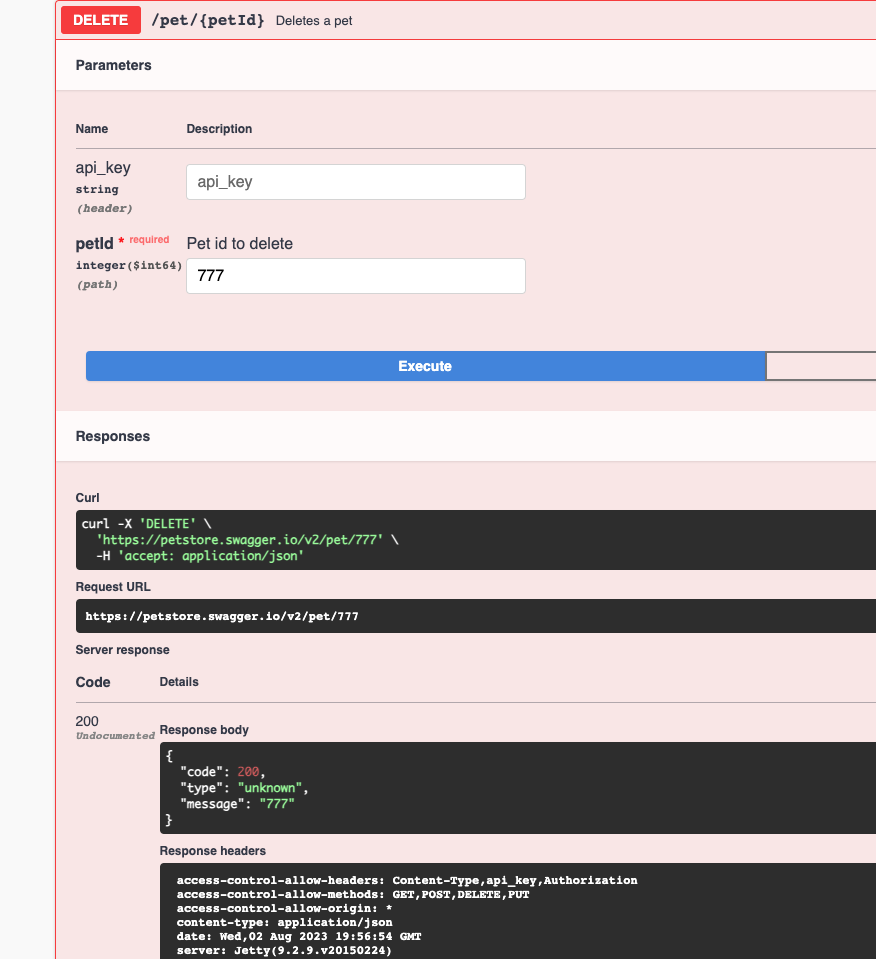 DELETE /pet/{petId} Deletes a pet
Parameters
Name Description
api_key
string
(header)
api_key
petId * required
integer($int64)
(path)
Pet id to delete
777
Execute
Responses
Curl
curl -X 'DELETE' \
'https://petstore.swagger.io/v2/pet/777' \
-H 'accept: application/json'
Request URL
https://petstore.swagger.io/v2/pet/777
Server response
Code Details
200
Undocumented
Response body
{
"code": 200,
"type": "unknown",
"message": "777"
}
Response headers
access-control-allow-headers: Content-Type,api_key,Authorization
access-control-allow-methods: GET,POST,DELETE,PUT
access-control-allow-origin: *
content-type: application/json
date: Wed,02 Aug 2023 19:56:54 GMT
server: Jetty(9.2.9.v20150224)